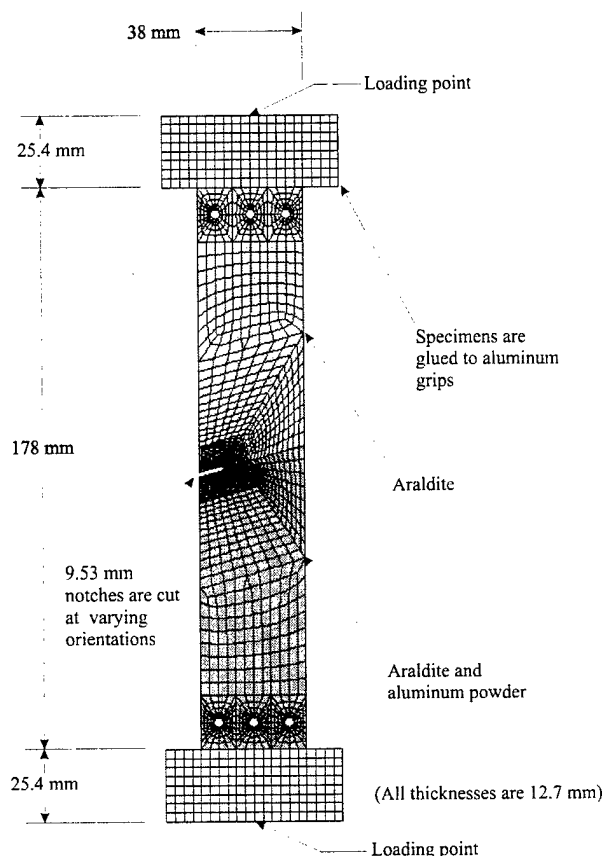 38 mm
Loading point
25.4 mm
Specimens are
glued to aluminum
grips
178 mm
Araldite
9.53 mm
notches are cut
at varying
orientations
Araldite and
aluminum powder
25.4 mm
(All thicknesses are 12.7 mm)
Loading point